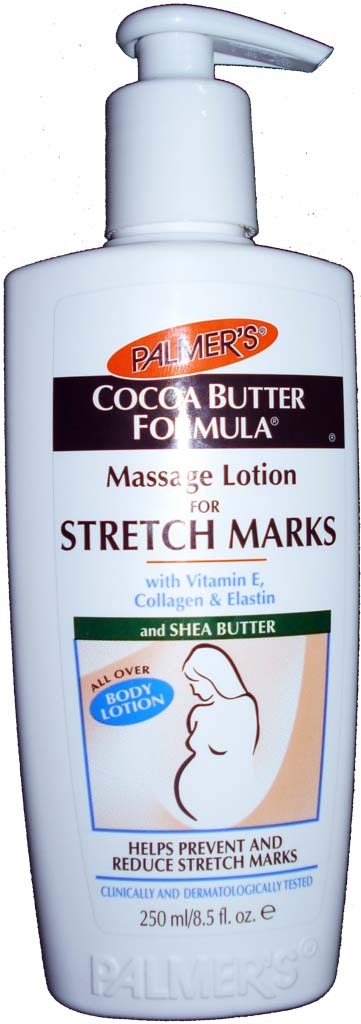 PALMER'S®
COCOA BUTTER
FORMULA®
®
Massage Lotion
FOR
STRETCH MARKS
with Vitamin E,
Collagen & Elastin
and SHEA BUTTER
ALL OVER
BODY
LOTION
HELPS PREVENT AND
REDUCE STRETCH MARKS
CLINICALLY AND DERMATOLOGICALLY TESTED
250 ml/8.5 fl. oz. ℮
PALMER'S®